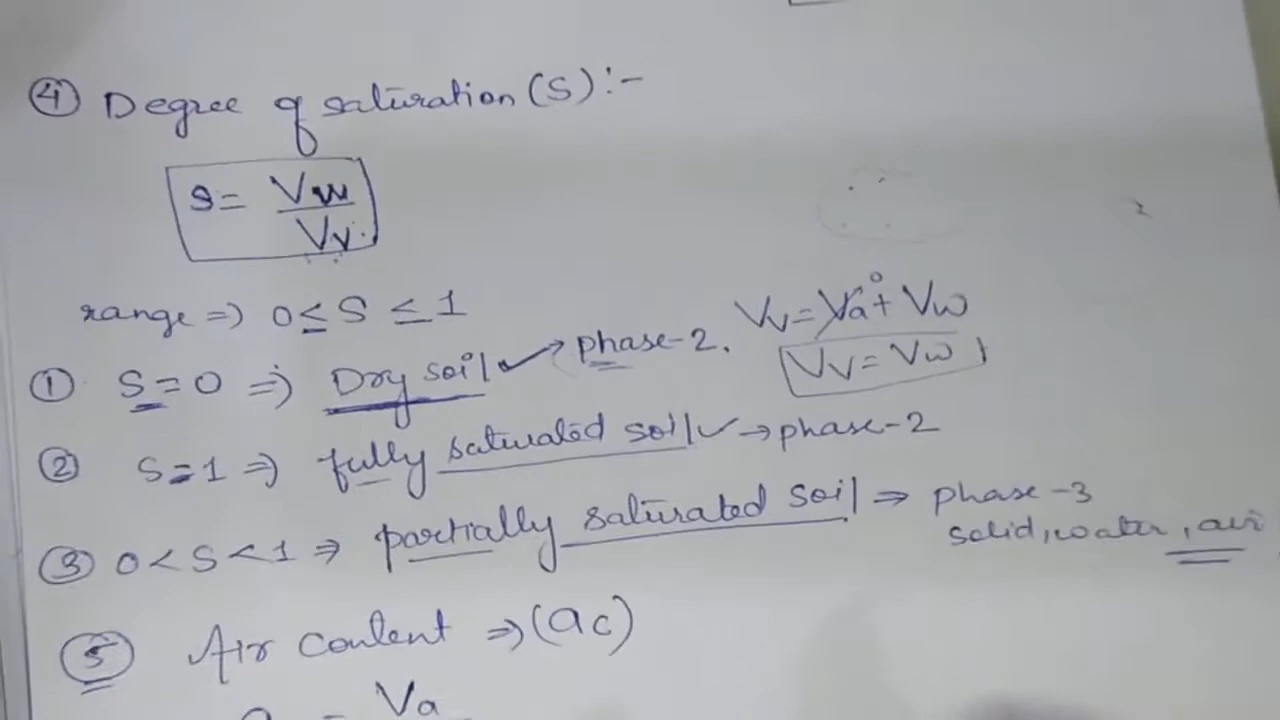 ④ Degree of saturation (S):-
S = Vw / Vv
range => 0 ≤ S ≤ 1
① S = 0 => Dry soil ✓ → phase-2. Vv = Va⁰ + Vw
Vv = Vw
② S = 1 => fully saturated soil ✓ → phase-2
③ 0 < S < 1 => partially saturated soil => phase-3
solid, water, air
⑤ Air content => (ac)
a = Va